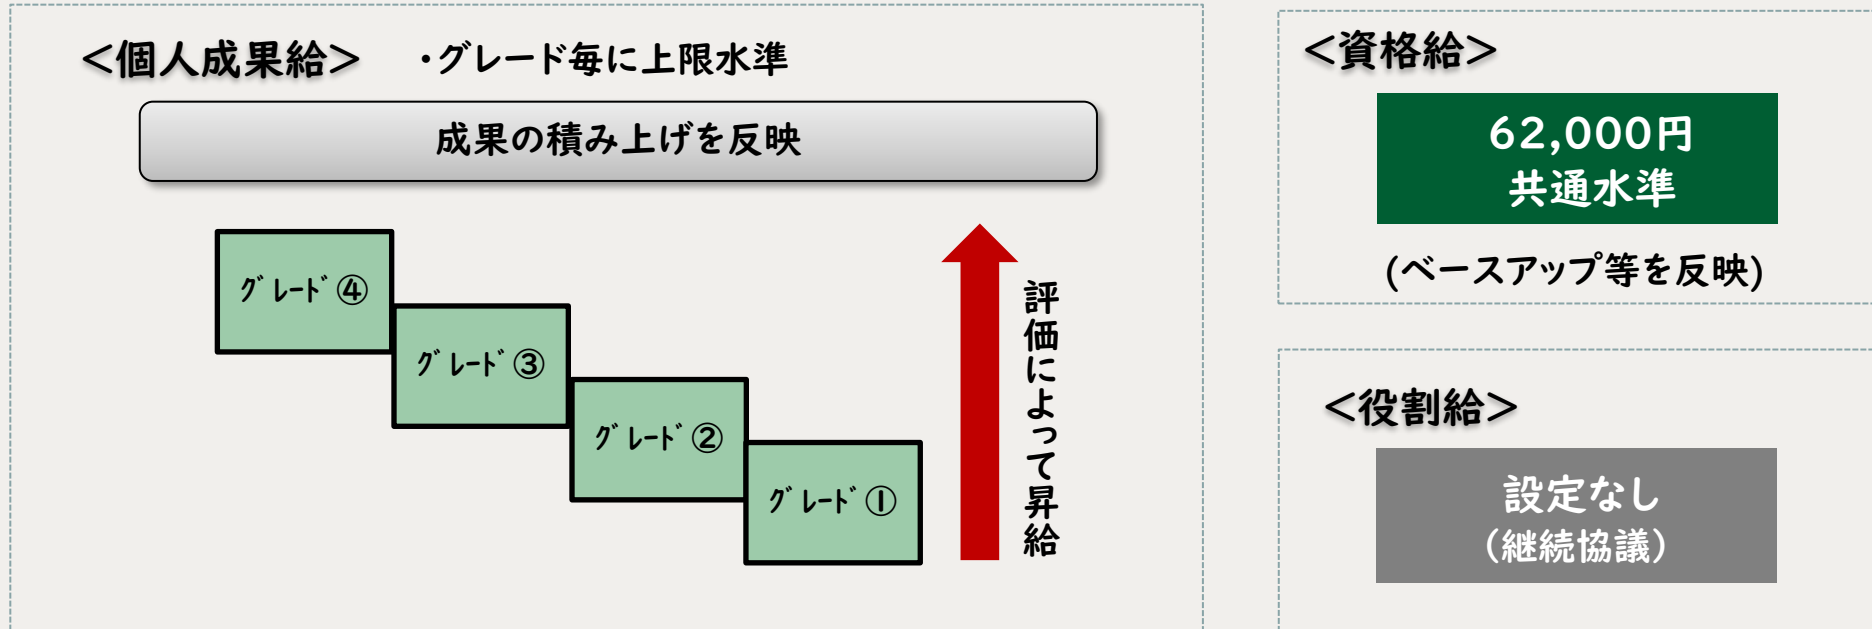 <個人成果給>
・グレード毎に上限水準
成果の積み上げを反映
グレード④
グレード③
グレード②
グレード①
評価によって昇給
<資格給>
62,000円
共通水準
(ベースアップ等を反映)
<役割給>
設定なし
(継続協議)